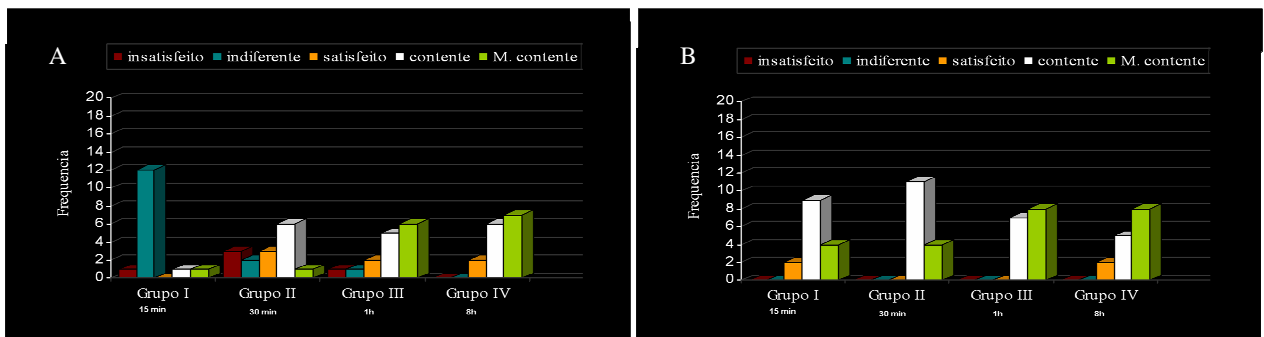 A
insatisfeito indiferente satisfeito contente M. contente
20
18
16
14
12
10
8
6
4
2
0
Frequencia
Grupo I Grupo II Grupo III Grupo IV
15 min 30 min 1h 8h
B
insatisfeito indiferente satisfeito contente M. contente
20
18
16
14
12
10
8
6
4
2
0
Frequencia
Grupo I Grupo II Grupo III Grupo IV
15 min 30 min 1h 8h